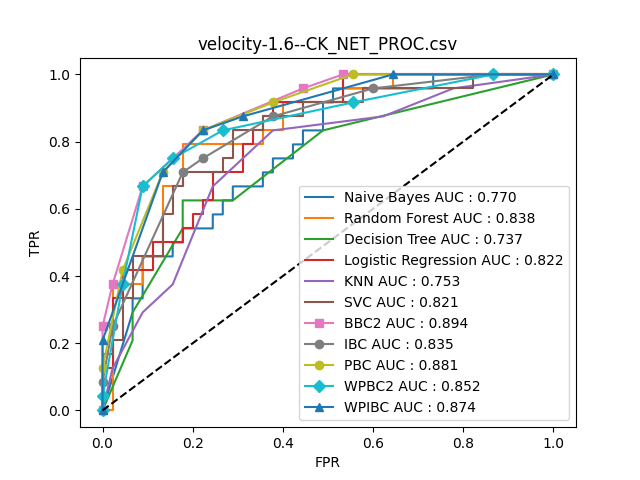 velocity-1.6--CK_NET_PROC.csv
1.0
0.8
0.6
0.4
0.2
0.0
TPR
Naive Bayes AUC : 0.770
Random Forest AUC : 0.838
Decision Tree AUC : 0.737
Logistic Regression AUC : 0.822
KNN AUC : 0.753
SVC AUC : 0.821
BBC2 AUC : 0.894
IBC AUC : 0.835
PBC AUC : 0.881
WPBC2 AUC : 0.852
WPIBC AUC : 0.874
0.0 0.2 0.4 0.6 0.8 1.0
FPR